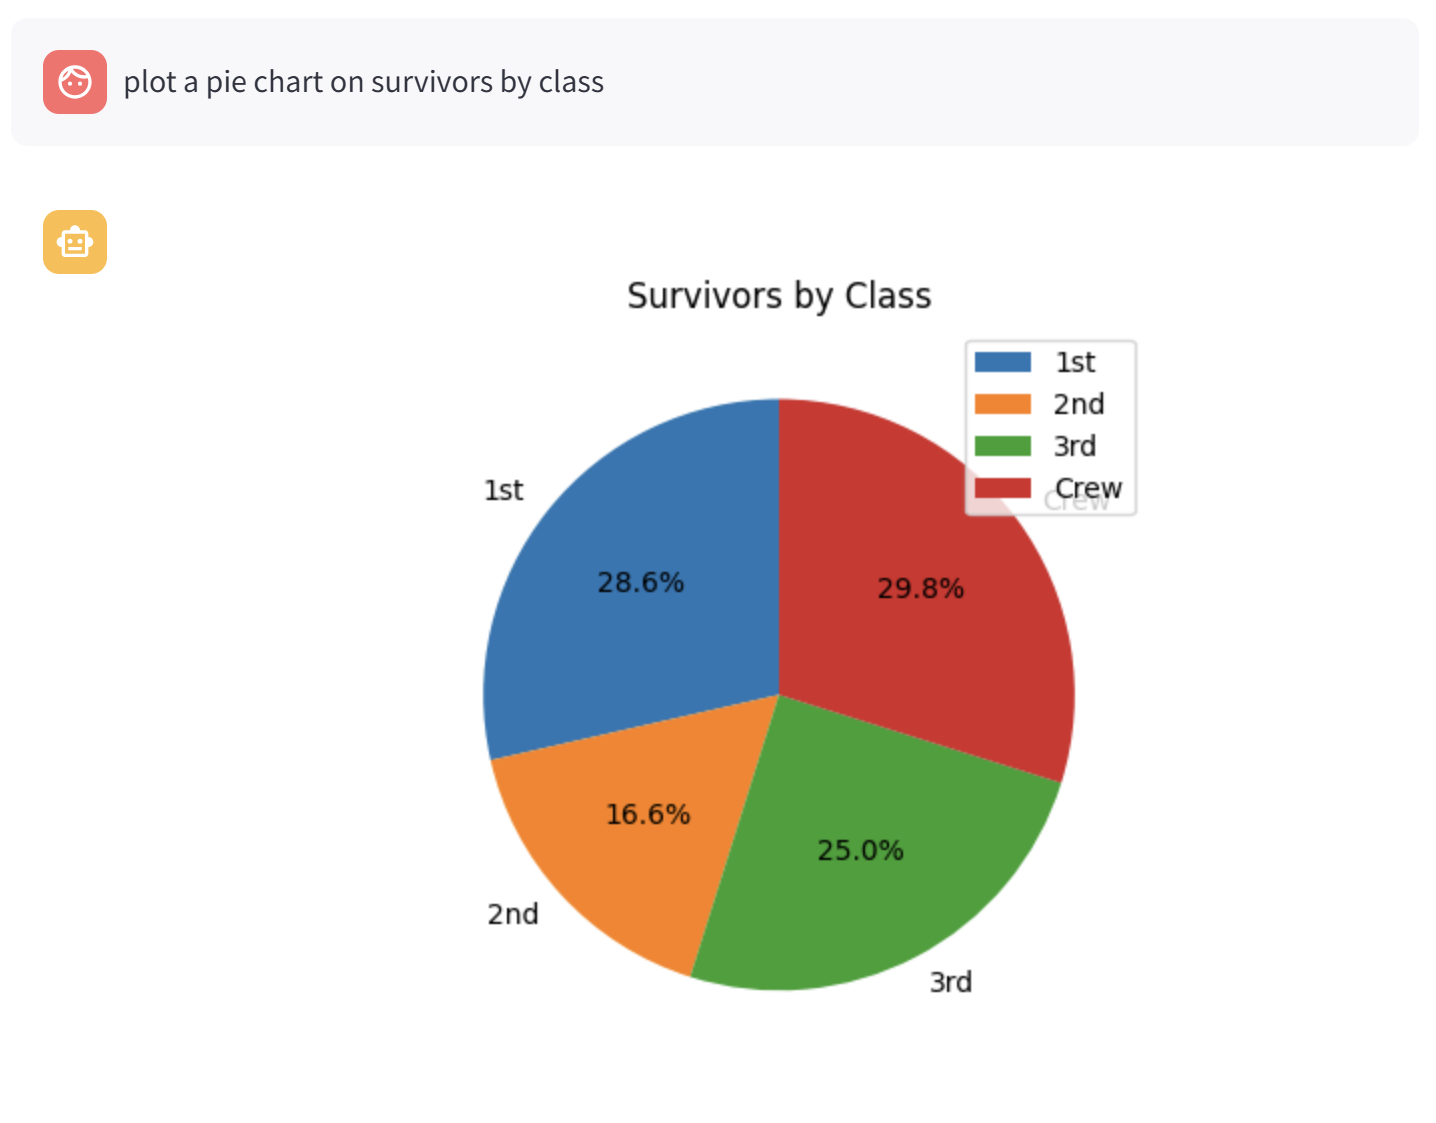 plot a pie chart on survivors by class
Survivors by Class
1st
2nd
3rd
Crew
Crew
1st
28.6%
29.8%
16.6%
25.0%
2nd
3rd